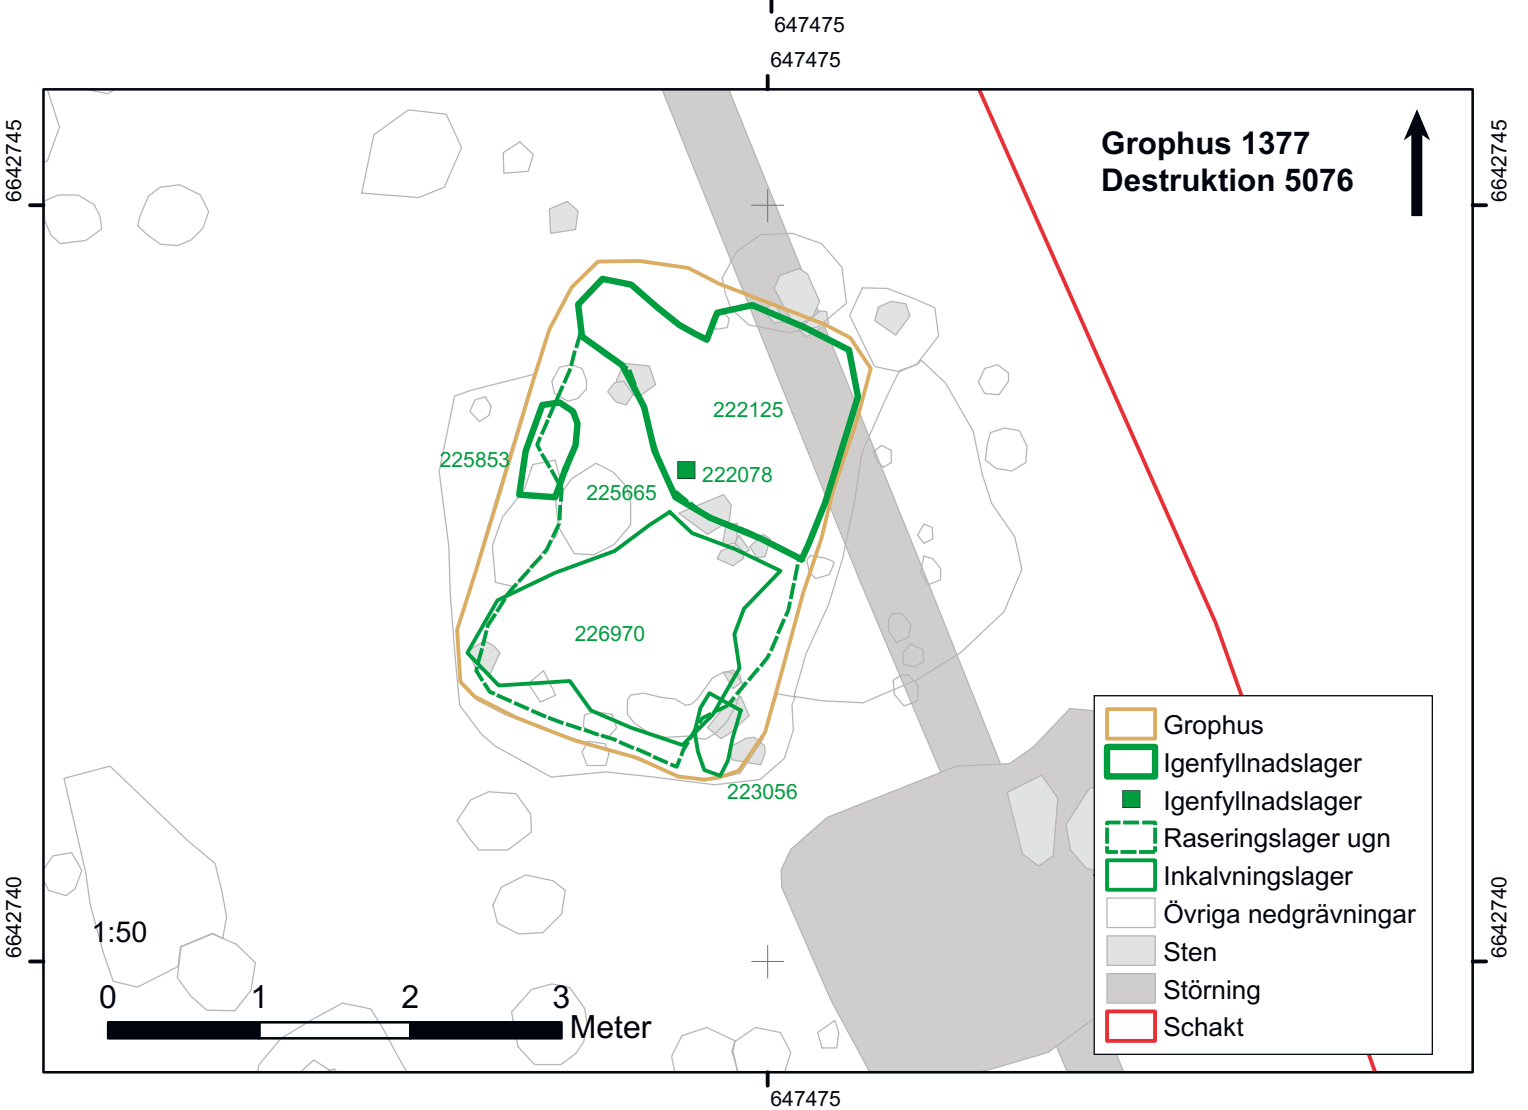 647475
647475
6642745
6642745
Grophus 1377
Destruktion 5076
222125
225853
222078
225665
226970
223056
Grophus
Igenfyllnadslager
Igenfyllnadslager
Raseringslager ugn
Inkalvningslager
Övriga nedgrävningar
Sten
Störning
Schakt
6642740
6642740
1:50
0 1 2 3
Meter
647475